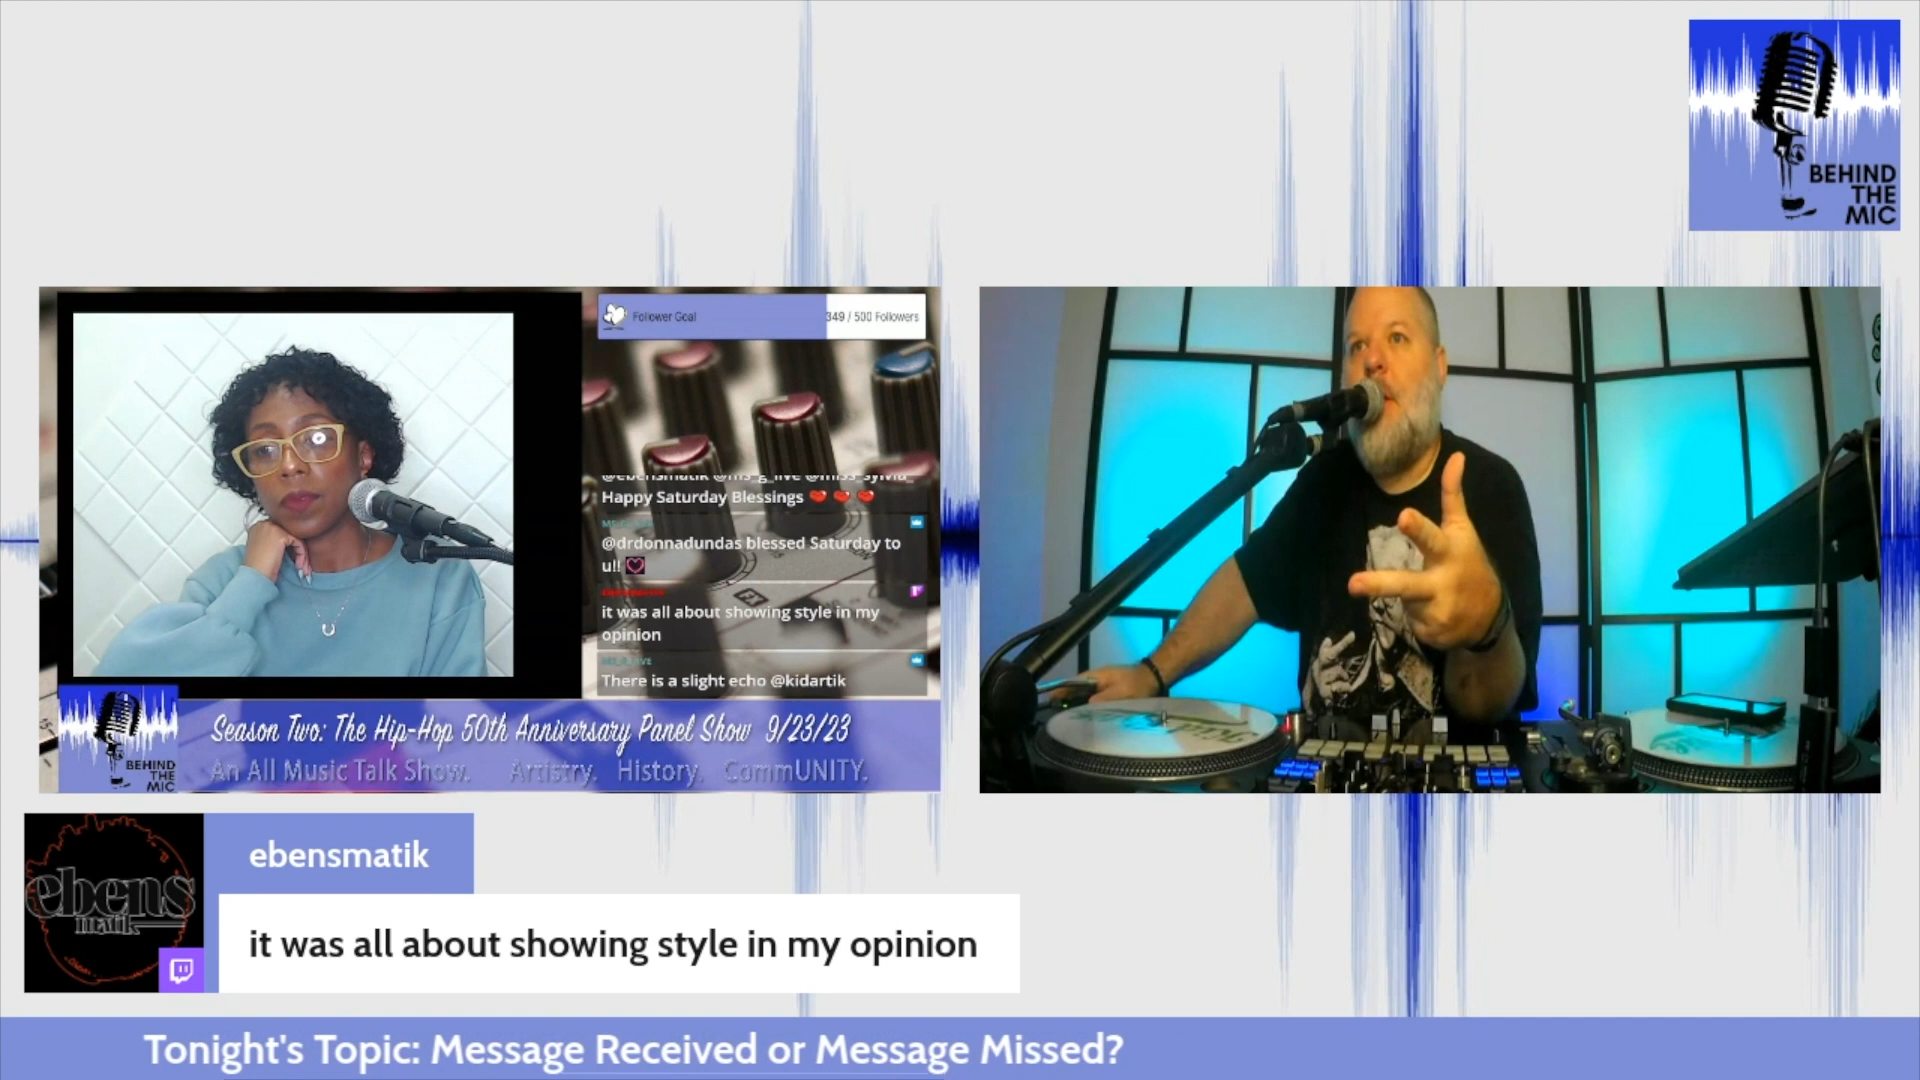 BEHIND
THE
MIC
Follower Goal
349 / 500 Followers
Happy Saturday Blessings
@drdonnadundas blessed Saturday to
u!!
it was all about showing style in my
opinion
There is a slight echo @kidartik
Season Two: The Hip-Hop 50th Anniversary Panel Show 9/23/23
An All Music Talk Show. Artistry. History. CommUNITY.
BEHIND
THE
MIC
ebens
matik
ebensmatik
it was all about showing style in my opinion
Tonight's Topic: Message Received or Message Missed?